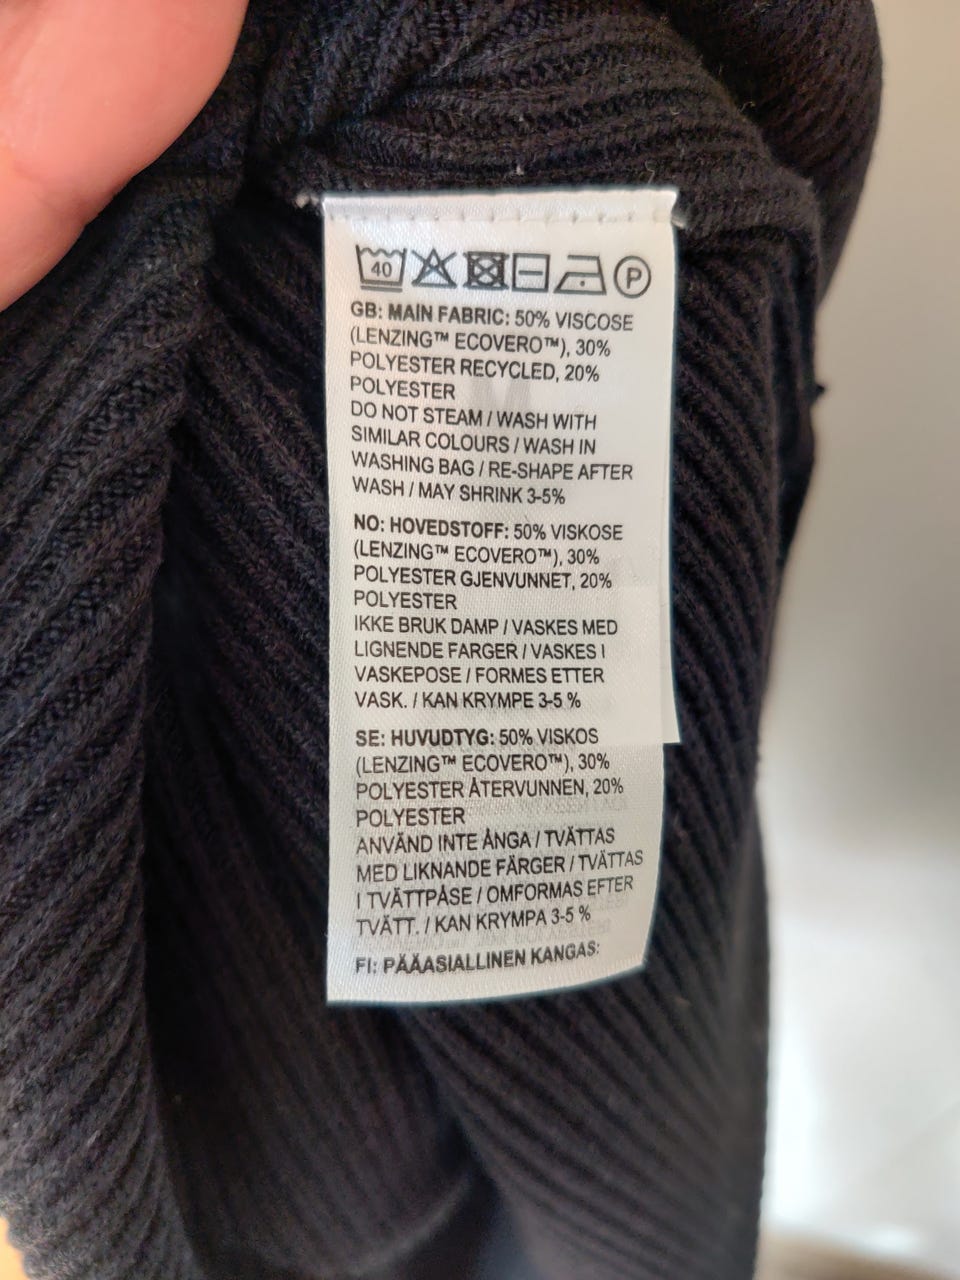 40 P
GB: MAIN FABRIC: 50% VISCOSE
(LENZING™ ECOVERO™), 30%
POLYESTER RECYCLED, 20%
POLYESTER
DO NOT STEAM / WASH WITH
SIMILAR COLOURS / WASH IN
WASHING BAG / RE-SHAPE AFTER
WASH / MAY SHRINK 3-5%
NO: HOVEDSTOFF: 50% VISKOSE
(LENZING™ ECOVERO™), 30%
POLYESTER GJENVUNNET, 20%
POLYESTER
IKKE BRUK DAMP / VASKES MED
LIGNENDE FARGER / VASKES I
VASKEPOSE / FORMES ETTER
VASK. / KAN KRYMPE 3-5 %
SE: HUVUDTYG: 50% VISKOS
(LENZING™ ECOVERO™), 30%
POLYESTER ÅTERVUNNEN, 20%
POLYESTER
ANVÄND INTE ÅNGA / TVÄTTAS
MED LIKNANDE FÄRGER / TVÄTTAS
I TVÄTTPÅSE / OMFORMAS EFTER
TVÄTT. / KAN KRYMPA 3-5 %
FI: PÄÄASIALLINEN KANGAS: